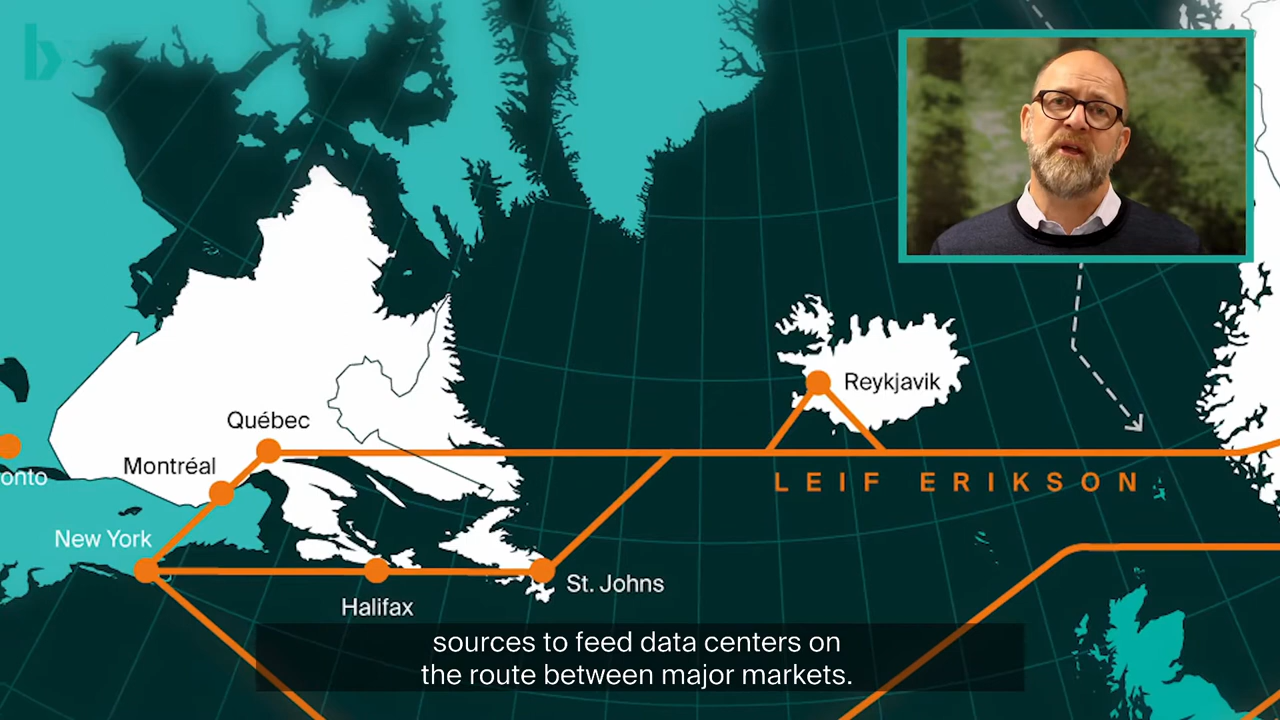 Reykjavik
Québec
Montréal
onto
LEIF ERIKSON
New York
St. Johns
Halifax
sources to feed data centers on
the route between major markets.